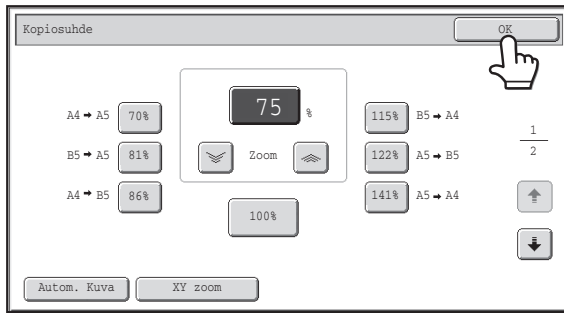 Kopiosuhde
OK
75 %
A4 → A5 70%
115% B5 → A4
B5 → A5 81%
Zoom
122% A5 → B5
A4 → B5 86%
141% A5 → A4
100%
1
2
Autom. Kuva
XY zoom